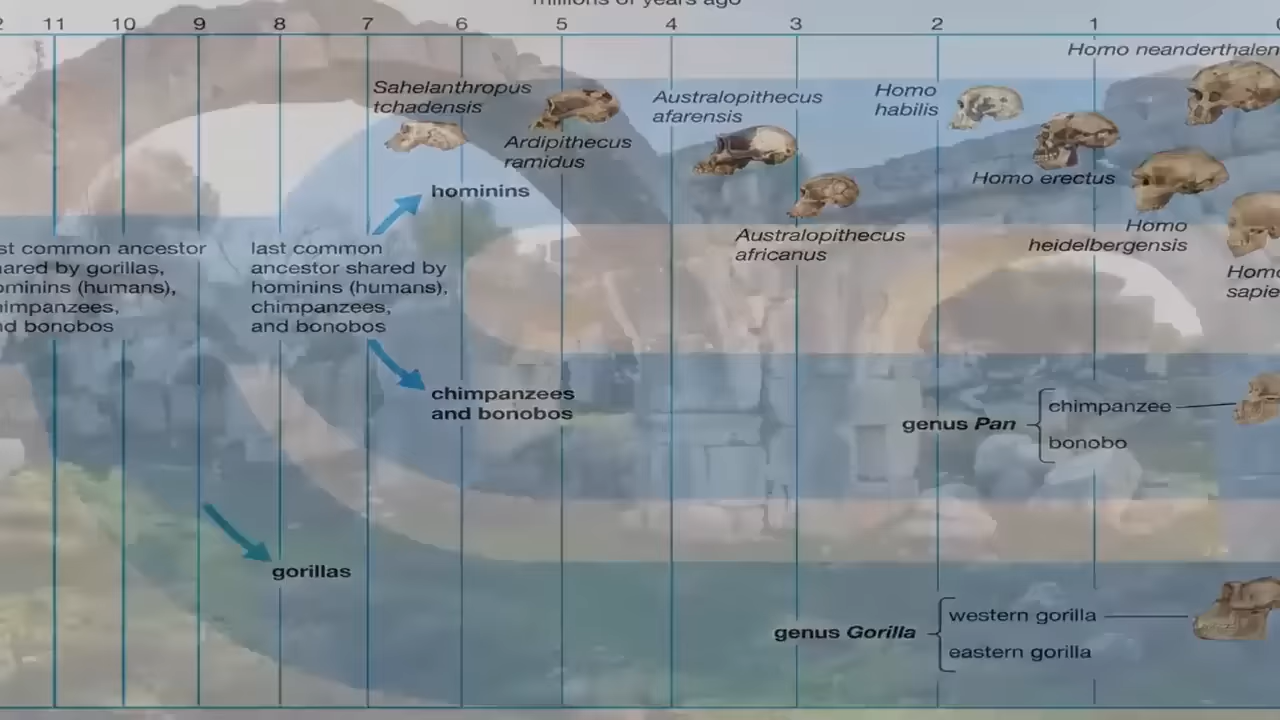 millions of years ago
11 10 9 8 7 6 5 4 3 2 1
Homo neanderthalen
Sahelanthropus
tchadensis
Ardipithecus
ramidus
Australopithecus
afarensis
Homo
habilis
Homo erectus
Australopithecus
africanus
Homo
heidelbergensis
Homo
sapie
hominins
st common ancestor
ared by gorillas,
ominins (humans),
impanzees,
d bonobos
last common
ancestor shared by
hominins (humans),
chimpanzees,
and bonobos
chimpanzees
and bonobos
genus Pan
chimpanzee
bonobo
gorillas
genus Gorilla
western gorilla
eastern gorilla